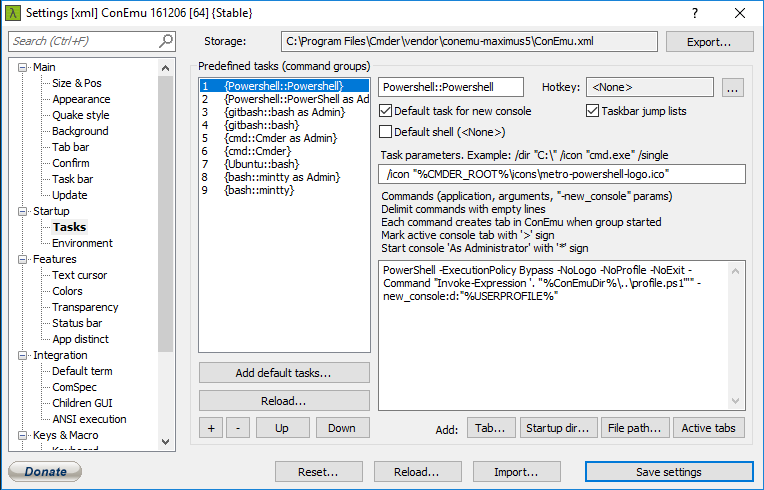 λ Settings [xml] ConEmu 161206 [64] {Stable}
?
Search (Ctrl+F)
Storage:
C:\Program Files\Cmder\vendor\conemu-maximus5\ConEmu.xml
Export...
Main
Size & Pos
Appearance
Quake style
Background
Tab bar
Confirm
Task bar
Update
Startup
Tasks
Environment
Features
Text cursor
Colors
Transparency
Status bar
App distinct
Integration
Default term
ComSpec
Children GUI
ANSI execution
Keys & Macro
Keyboard
Predefined tasks (command groups)
1 {Powershell::Powershell}
2 {Powershell::PowerShell as Ad
3 {gitbash::bash as Admin}
4 {gitbash::bash}
5 {cmd::Cmder as Admin}
6 {cmd::Cmder}
7 {Ubuntu::Bash}
8 {bash::mintty as Admin}
9 {bash::mintty}
Add default tasks...
Reload...
+ - Up Down
Powershell::Powershell
Hotkey: <None> ...
Default task for new console
Taskbar jump lists
Default shell (<None>)
Task parameters. Example: /dir "C:\" /icon "cmd.exe" /single
/icon "%CMDER_ROOT%\icons\metro-powershell-logo.ico"
Commands (application, arguments, "-new_console" params)
Delimit commands with empty lines
Each command creates tab in ConEmu when group started
Mark active console tab with '>' sign
Start console 'As Administrator' with '*' sign
PowerShell -ExecutionPolicy Bypass -NoLogo -NoProfile -NoExit -
Command "Invoke-Expression '. ''%ConEmuDir%\..\profile.ps1'''" -
new_console:d:"%USERPROFILE%"
Add: Tab... Startup dir... File path... Active tabs
Donate
Reset...
Reload...
Import...
Save settings